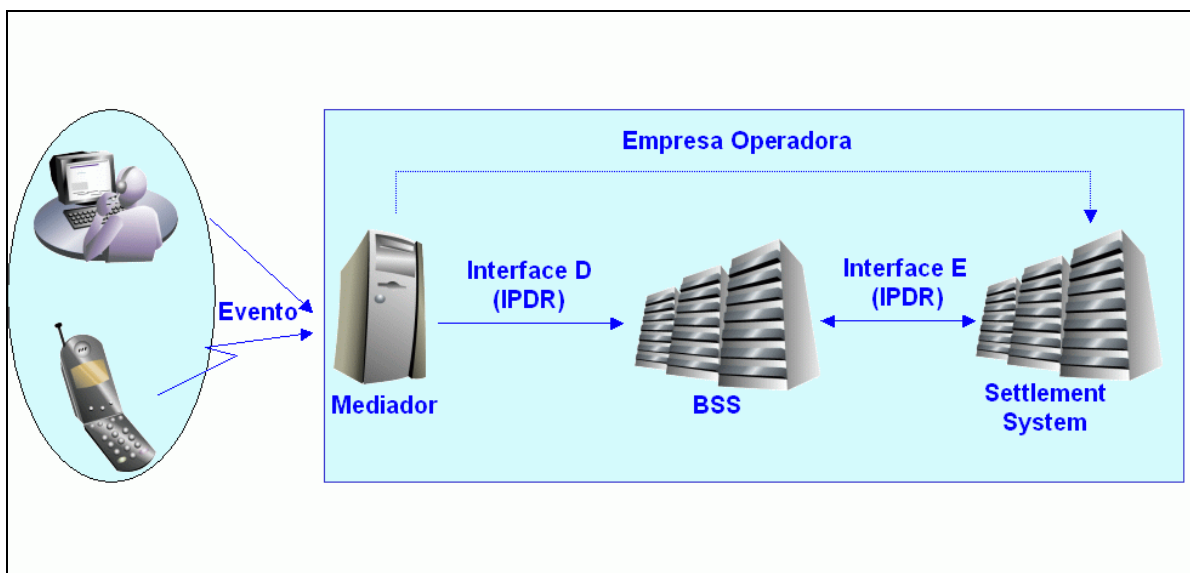 Empresa Operadora
Evento
Interface D
(IPDR)
Interface E
(IPDR)
Mediador
BSS
Settlement
System